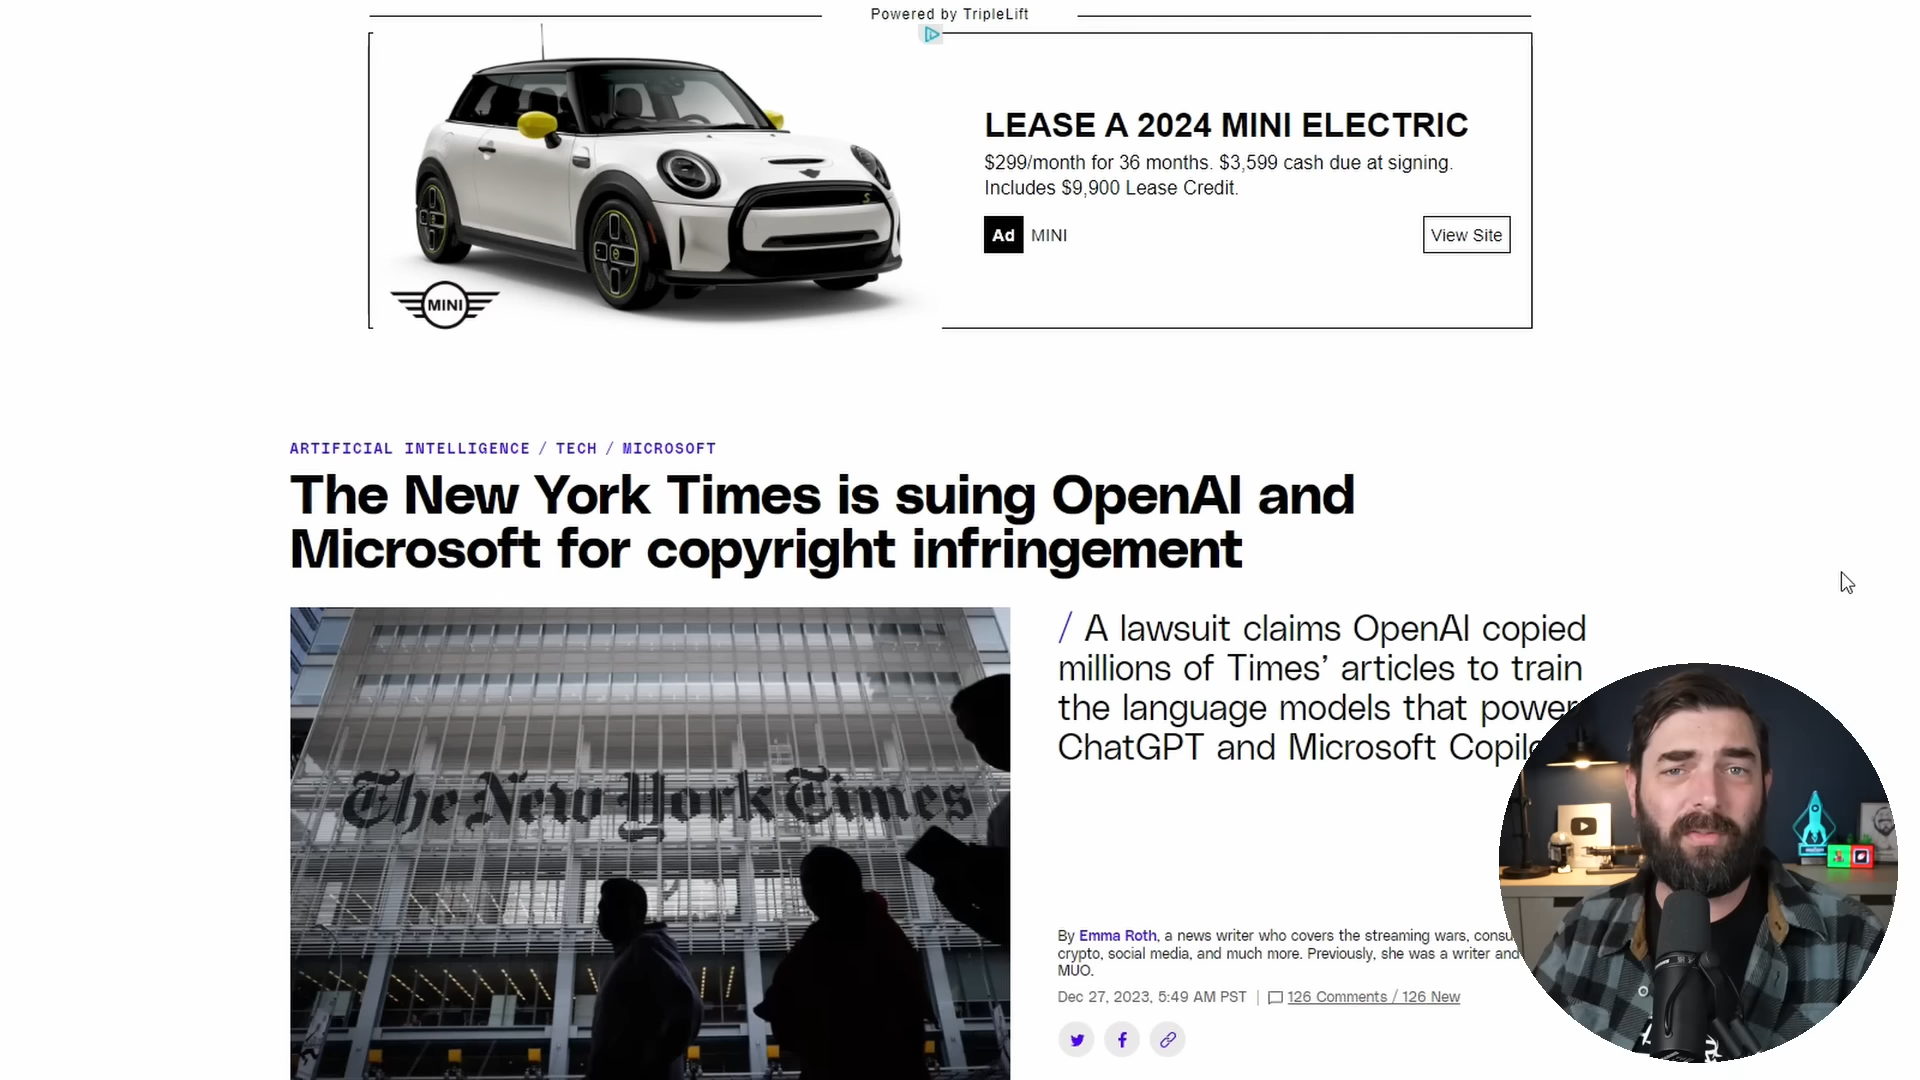 Powered by TripleLift
LEASE A 2024 MINI ELECTRIC
$299/month for 36 months. $3,599 cash due at signing.
Includes $9,900 Lease Credit.
Ad MINI
View Site
MINI
ARTIFICIAL INTELLIGENCE / TECH / MICROSOFT
The New York Times is suing OpenAI and
Microsoft for copyright infringement
/ A lawsuit claims OpenAI copied
millions of Times’ articles to train
the language models that power
ChatGPT and Microsoft
The New York Times
By Emma Roth, a news writer who covers the streaming wars,
crypto, social media, and much more. Previously, she was a writer and
MUO.
Dec 27, 2023, 5:49 AM PST | 126 Comments / 126 New